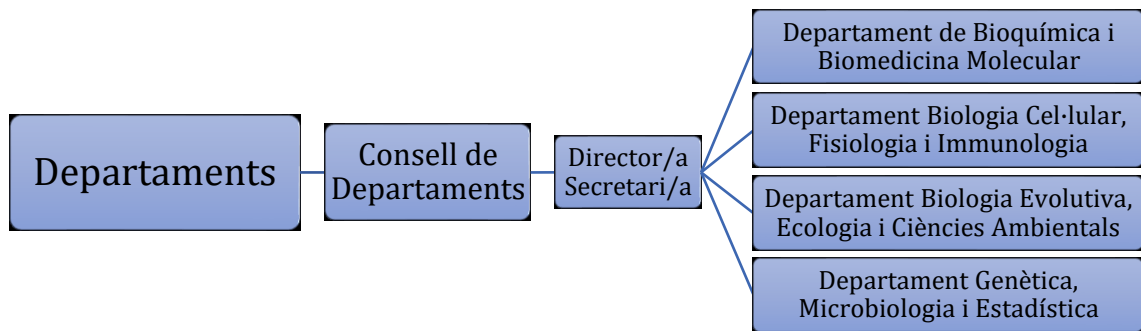 Departaments
Consell de
Departaments
Director/a
Secretari/a
Departament de Bioquímica i
Biomedicina Molecular
Departament Biologia Cel·lular,
Fisiologia i Immunologia
Departament Biologia Evolutiva,
Ecologia i Ciències Ambientals
Departament Genètica,
Microbiologia i Estadística